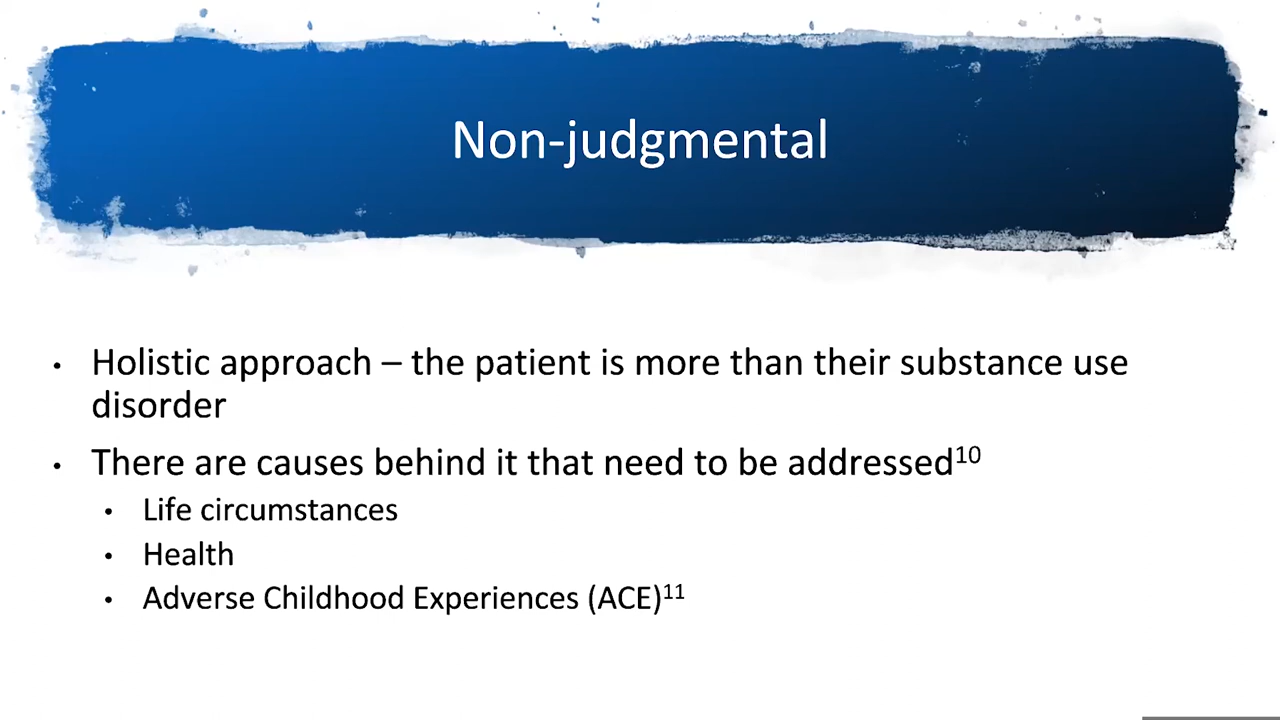 Non-judgmental
• Holistic approach – the patient is more than their substance use
disorder
• There are causes behind it that need to be addressed¹⁰
• Life circumstances
• Health
• Adverse Childhood Experiences (ACE)¹¹